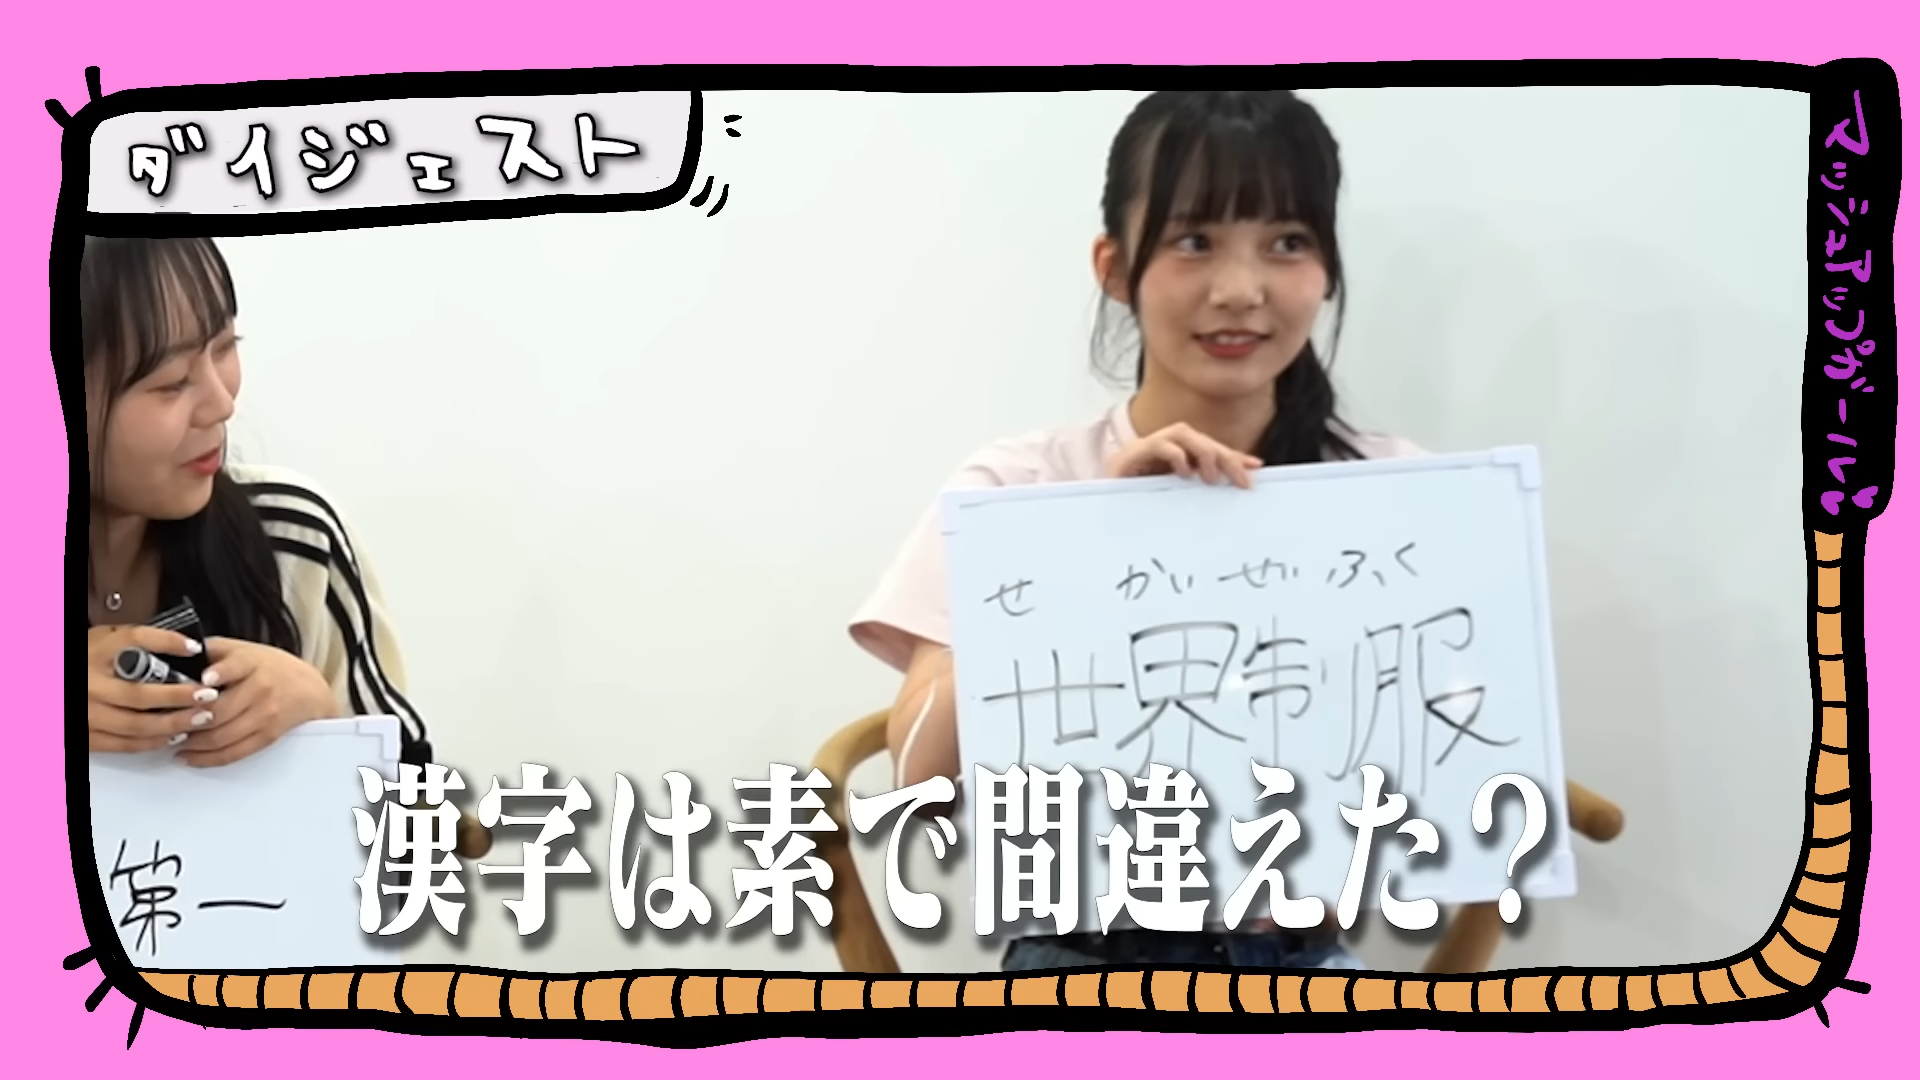 ダイジェスト
マッシュアップガールバ
せかいせいふく
世界制服
第一
漢字は素で間違えた？